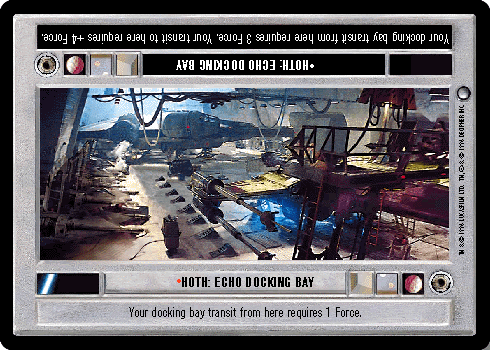 Your docking bay transit from here requires 3 Force. Your transit to here requires +4 Force.
•HOTH: ECHO DOCKING BAY
•HOTH: ECHO DOCKING BAY
Your docking bay transit from here requires 1 Force.